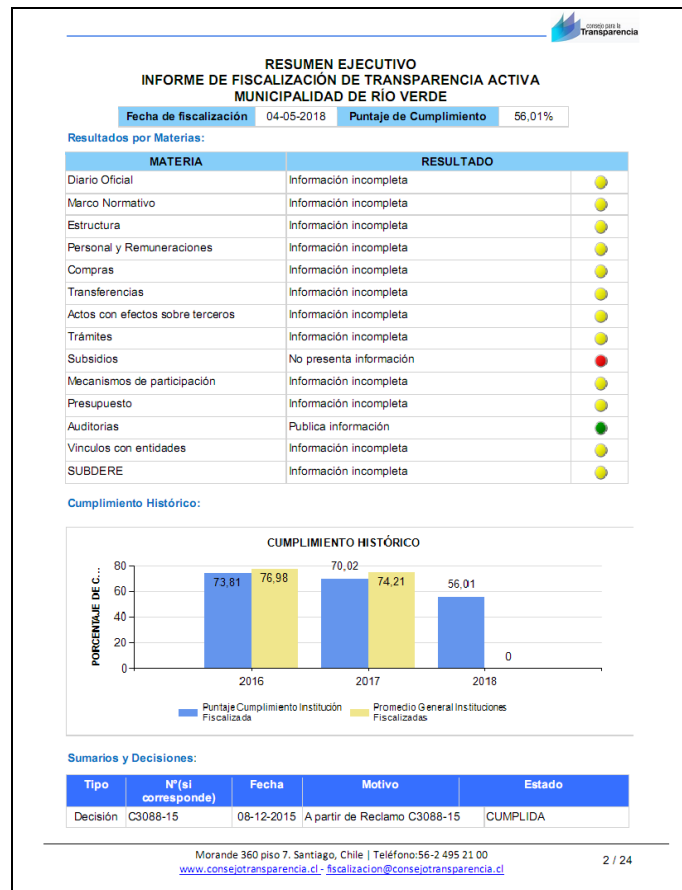 consejo para la
Transparencia
RESUMEN EJECUTIVO
INFORME DE FISCALIZACIÓN DE TRANSPARENCIA ACTIVA
MUNICIPALIDAD DE RÍO VERDE
Fecha de fiscalización 04-05-2018 Puntaje de Cumplimiento 56,01%
Resultados por Materias:
MATERIA RESULTADO
Diario Oficial Información incompleta
Marco Normativo Información incompleta
Estructura Información incompleta
Personal y Remuneraciones Información incompleta
Compras Información incompleta
Transferencias Información incompleta
Actos con efectos sobre terceros Información incompleta
Trámites Información incompleta
Subsidios No presenta información
Mecanismos de participación Información incompleta
Presupuesto Información incompleta
Auditorias Publica información
Vinculos con entidades Información incompleta
SUBDERE Información incompleta
Cumplimiento Histórico:
CUMPLIMIENTO HISTÓRICO
PORCENTAJE DE C...
80
60
40
20
0
73,81 76,98 70,02 74,21 56,01 0
2016 2017 2018
Puntaje Cumplimiento Institución Fiscalizada
Promedio General Instituciones Fiscalizadas
Sumarios y Decisiones:
Tipo N°(si corresponde) Fecha Motivo Estado
Decisión C3088-15 08-12-2015 A partir de Reclamo C3088-15 CUMPLIDA
Morande 360 piso 7. Santiago, Chile | Teléfono:56-2 495 21 00
www.consejotransparencia.cl - fiscalizacion@consejotransparencia.cl
2 / 24